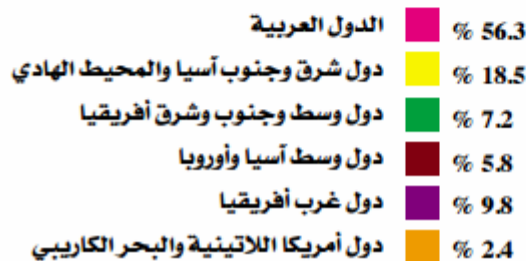 الدول العربية % 56.3
دول شرق وجنوب آسيا والمحيط الهادي % 18.5
دول وسط وجنوب وشرق أفريقيا % 7.2
دول وسط آسيا وأوروبا % 5.8
دول غرب أفريقيا % 9.8
دول أمريكا اللاتينية والبحر الكاريبي % 2.4